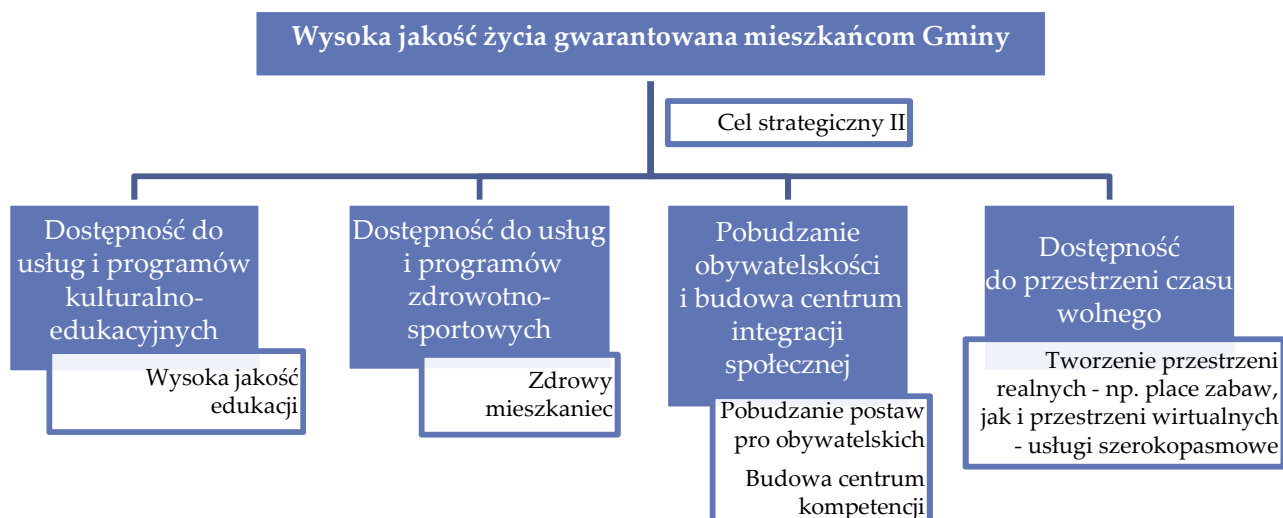 Wysoka jakość życia gwarantowana mieszkańcom Gminy
Cel strategiczny II
Dostępność do
usług i programów
kulturalno-
edukacyjnych
Wysoka jakość
edukacji
Dostępność do usług
i programów
zdrowotno-
sportowych
Zdrowy
mieszkaniec
Pobudzanie
obywatelskości
i budowa centrum
integracji
społecznej
Pobudzanie postaw
pro obywatelskich
Budowa centrum
kompetencji
Dostępność
do przestrzeni czasu
wolnego
Tworzenie przestrzeni
realnych - np. place zabaw,
jak i przestrzeni wirtualnych
- usługi szerokopasmowe